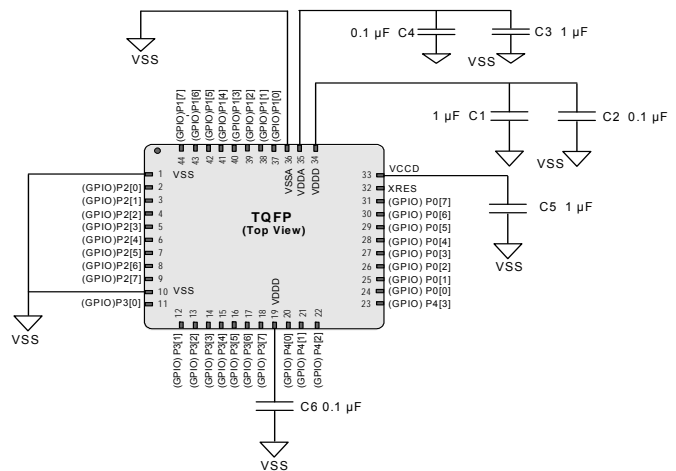 0.1 µF C4
C3 1 µF
VSS
VSS
1 µF C1
C2 0.1 µF
VSS
(GPIO)P1[7]
(GPIO)P1[6]
(GPIO)P1[5]
(GPIO)P1[4]
(GPIO)P1[3]
(GPIO)P1[2]
(GPIO)P1[1]
(GPIO)P1[0]
44
43
42
41
40
39
38
37
36
35
34
VSSA
VDDA
VDDD
TQFP
(Top View)
1 VSS
(GPIO)P2[0] 2
(GPIO)P2[1] 3
(GPIO)P2[2] 4
(GPIO)P2[3] 5
(GPIO)P2[4] 6
(GPIO)P2[5] 7
(GPIO)P2[6] 8
(GPIO)P2[7] 9
10 VSS
(GPIO)P3[0] 11
VSS
33 VCCD
32 XRES
31 (GPIO) P0[7]
30 (GPIO) P0[6]
29 (GPIO) P0[5]
28 (GPIO) P0[4]
27 (GPIO) P0[3]
26 (GPIO) P0[2]
25 (GPIO) P0[1]
24 (GPIO) P0[0]
23 (GPIO) P4[3]
C5 1 µF
VSS
VDDD
12
13
14
15
16
17
18
19
20
21
22
(GPIO) P3[1]
(GPIO) P3[2]
(GPIO) P3[3]
(GPIO) P3[4]
(GPIO) P3[5]
(GPIO) P3[6]
(GPIO) P3[7]
(GPIO) P4[0]
(GPIO) P4[1]
(GPIO) P4[2]
C6 0.1 µF
VSS